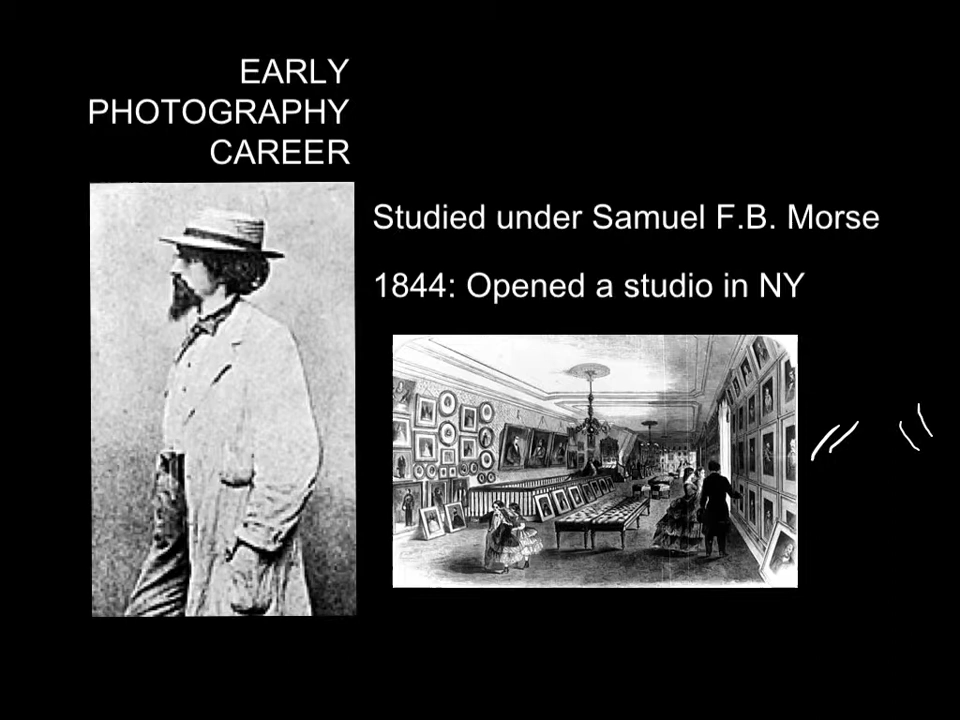 EARLY
PHOTOGRAPHY
CAREER
Studied under Samuel F.B. Morse
1844: Opened a studio in NY